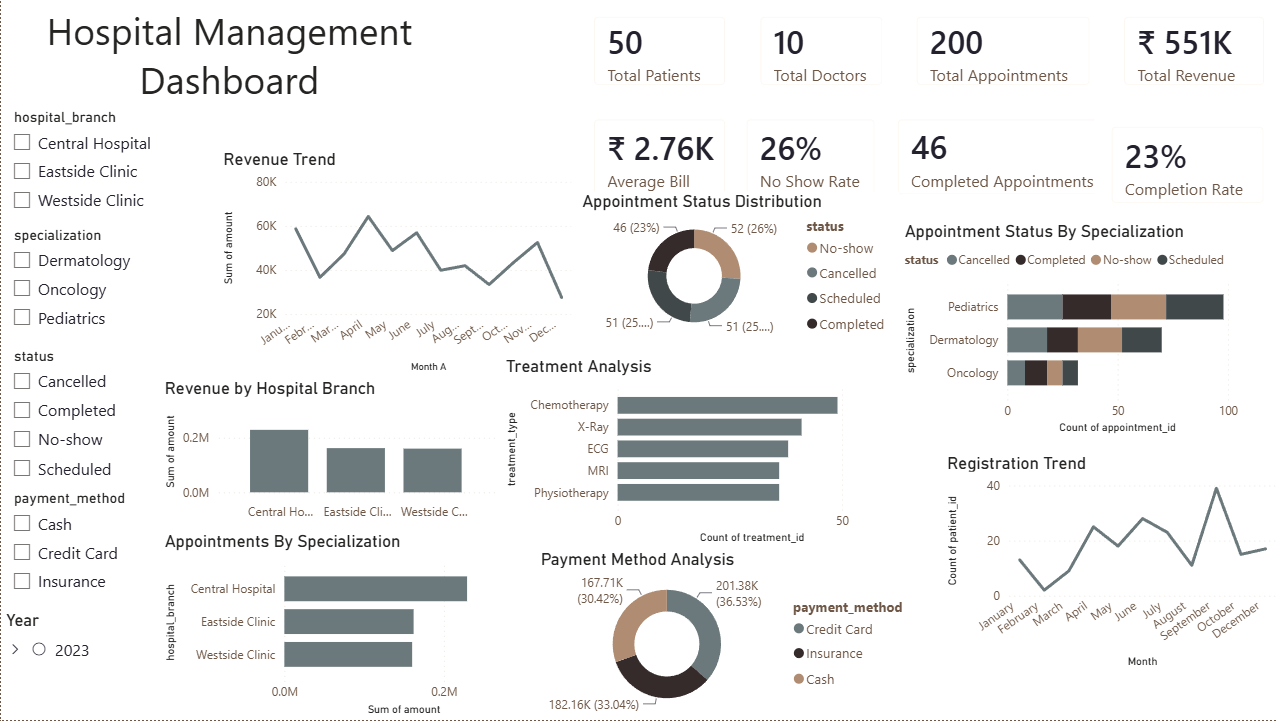 Hospital Management
Dashboard
50
Total Patients
10
Total Doctors
200
Total Appointments
₹ 551K
Total Revenue
₹ 2.76K
Average Bill
26%
No Show Rate
46
Completed Appointments
23%
Completion Rate
hospital_branch
Central Hospital
Eastside Clinic
Westside Clinic
specialization
Dermatology
Oncology
Pediatrics
status
Cancelled
Completed
No-show
Scheduled
payment_method
Cash
Credit Card
Insurance
Year
2023
Revenue Trend
Sum of amount
80K
60K
40K
20K
Janu...
Febr...
Mar...
April
May
June
July
Aug...
Sept...
Oct...
Nov...
Dec...
Month A
Appointment Status Distribution
46 (23%)
52 (26%)
51 (25....)
51 (25....)
status
No-show
Cancelled
Scheduled
Completed
Appointment Status By Specialization
status Cancelled Completed No-show Scheduled
specialization
Pediatrics
Dermatology
Oncology
0 50 100
Count of appointment_id
Revenue by Hospital Branch
Sum of amount
0.2M
0.0M
Central Ho...
Eastside Cli...
Westside C...
Treatment Analysis
treatment_type
Chemotherapy
X-Ray
ECG
MRI
Physiotherapy
0 50
Count of treatment_id
Registration Trend
Count of patient_id
40
20
0
January
February
March
April
May
June
July
August
September
October
December
Month
Appointments By Specialization
hospital_branch
Central Hospital
Eastside Clinic
Westside Clinic
0.0M 0.2M
Sum of amount
Payment Method Analysis
167.71K
(30.42%)
201.38K
(36.53%)
182.16K (33.04%)
payment_method
Credit Card
Insurance
Cash